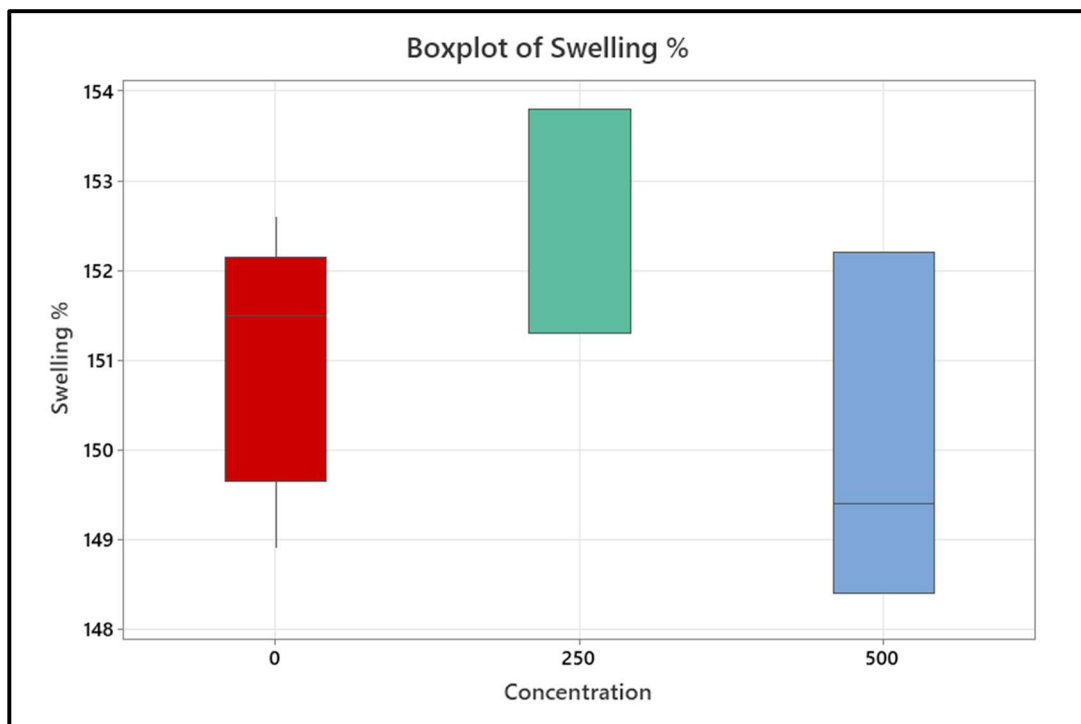 Boxplot of Swelling %
154
153
152
151
150
149
148
Swelling %
0 250 500
Concentration